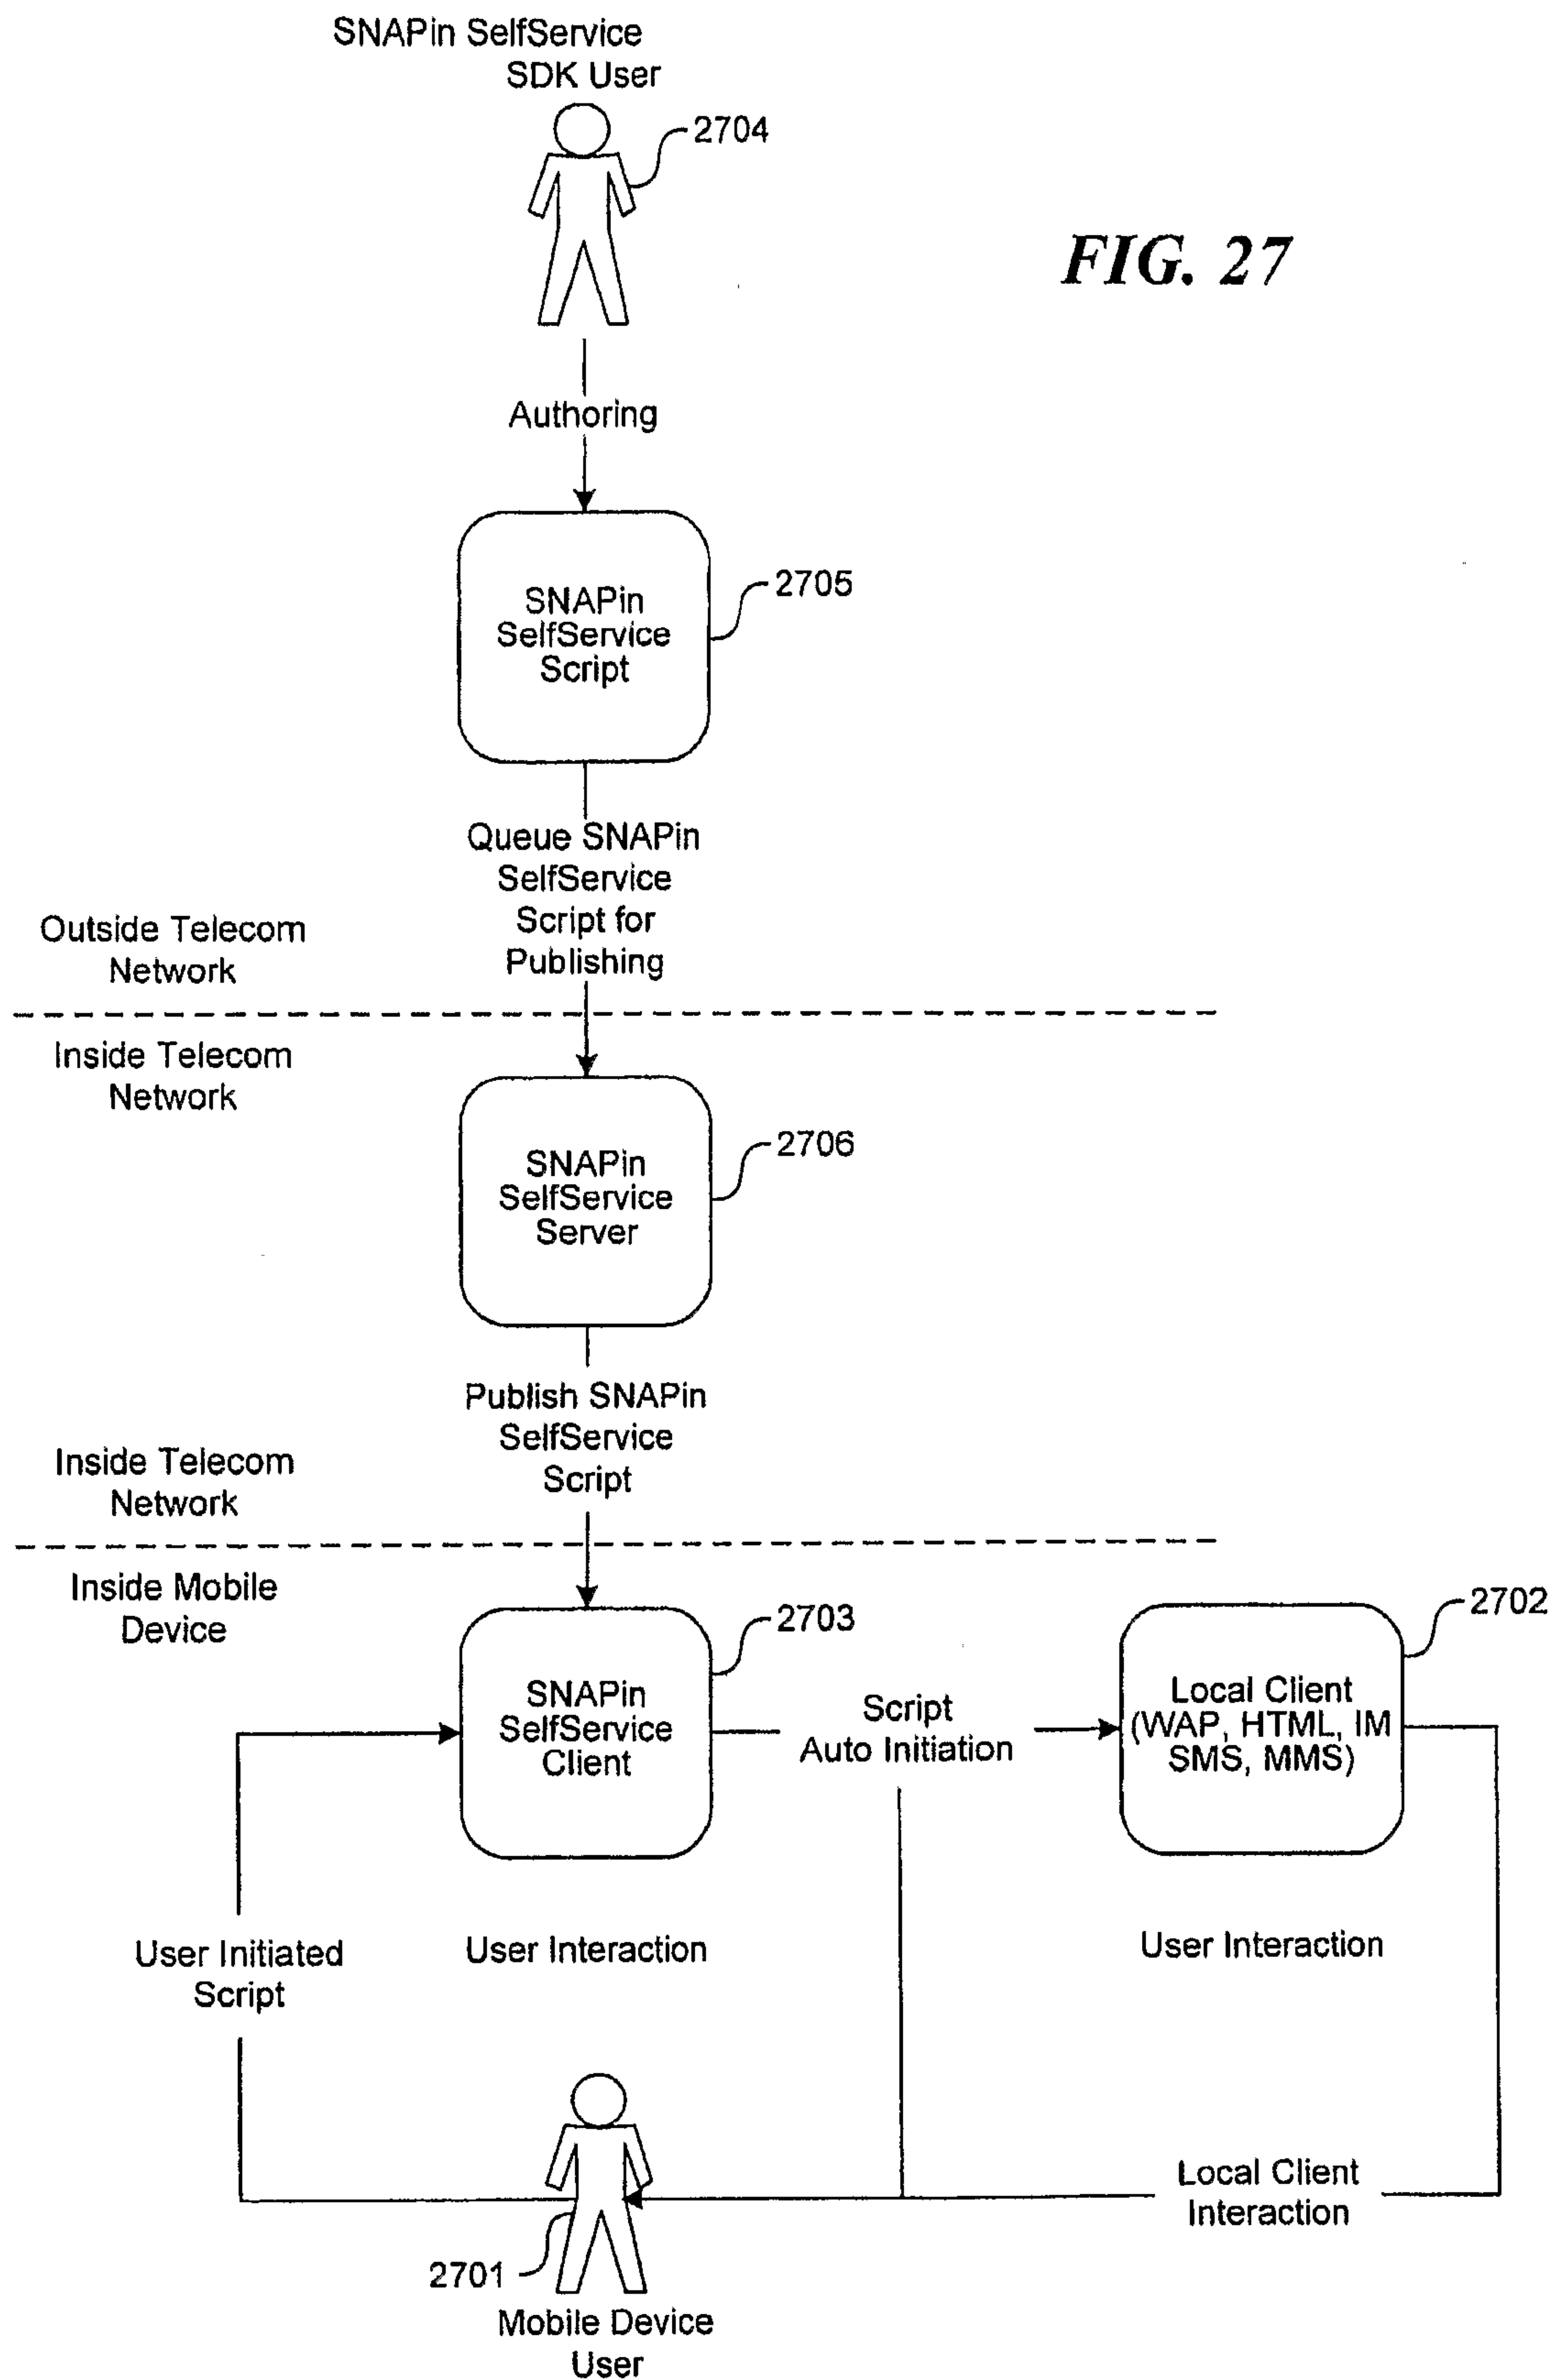 SNAPin SelfService
SDK User
2704
FIG. 27
Authoring
SNAPin
SelfService
Script
2705
Queue SNAPin
SelfService
Script for
Publishing
Outside Telecom
Network
Inside Telecom
Network
SNAPin
SelfService
Server
2706
Publish SNAPin
SelfService
Script
Inside Telecom
Network
Inside Mobile
Device
SNAPin
SelfService
Client
2703
Script
Auto Initiation
Local Client
(WAP, HTML, IM
SMS, MMS)
2702
User Initiated
Script
User Interaction
User Interaction
Local Client
Interaction
2701
Mobile Device
User